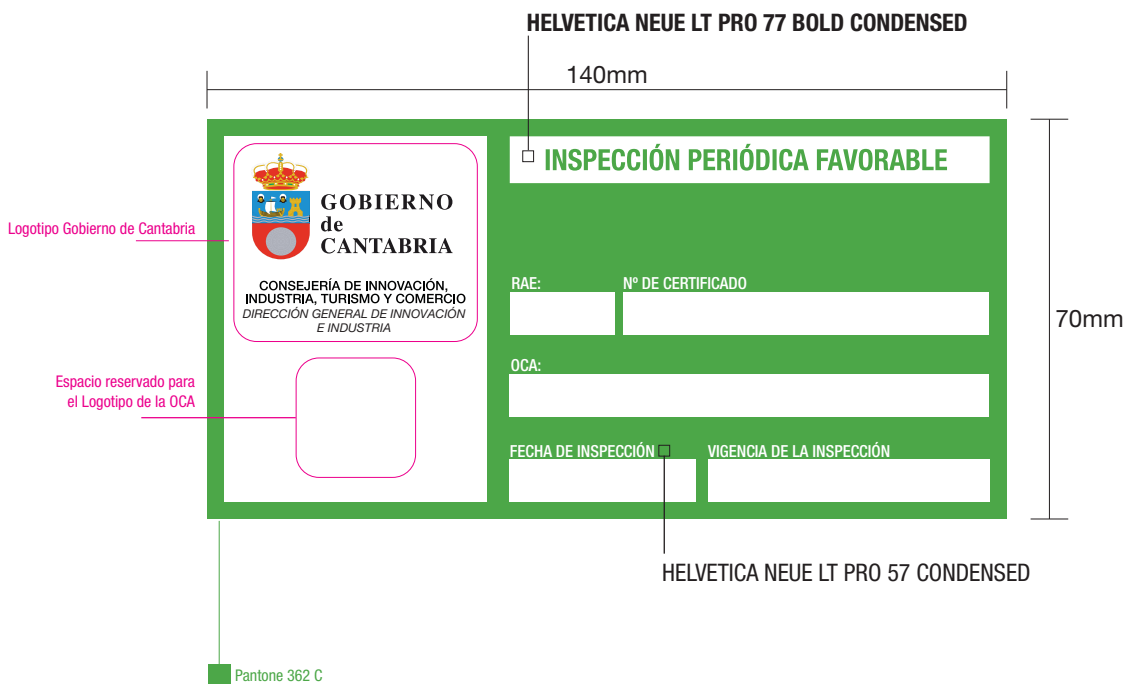 HELVETICA NEUE LT PRO 77 BOLD CONDENSED
140mm
INSPECCIÓN PERIÓDICA FAVORABLE
GOBIERNO
de
CANTABRIA
Logotipo Gobierno de Cantabria
CONSEJERÍA DE INNOVACIÓN,
INDUSTRIA, TURISMO Y COMERCIO
DIRECCIÓN GENERAL DE INNOVACIÓN
E INDUSTRIA
RAE:
Nº DE CERTIFICADO
70mm
OCA:
Espacio reservado para
el Logotipo de la OCA
FECHA DE INSPECCIÓN
VIGENCIA DE LA INSPECCIÓN
HELVETICA NEUE LT PRO 57 CONDENSED
Pantone 362 C